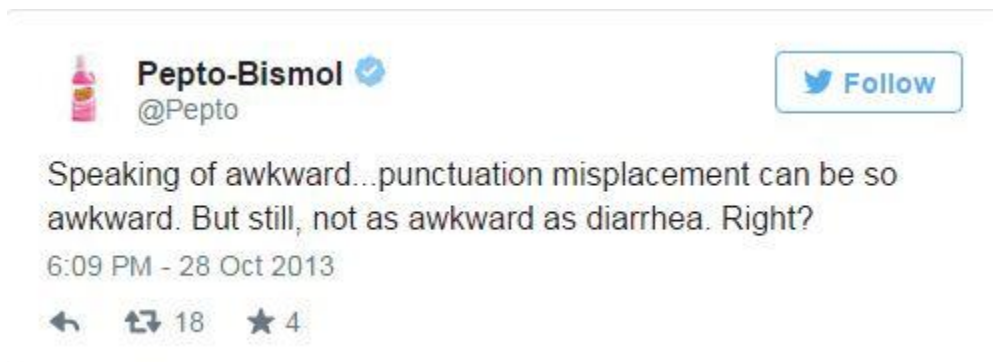 Pepto-Bismol
@Pepto
Follow
Speaking of awkward...punctuation misplacement can be so
awkward. But still, not as awkward as diarrhea. Right?
6:09 PM - 28 Oct 2013
18 4